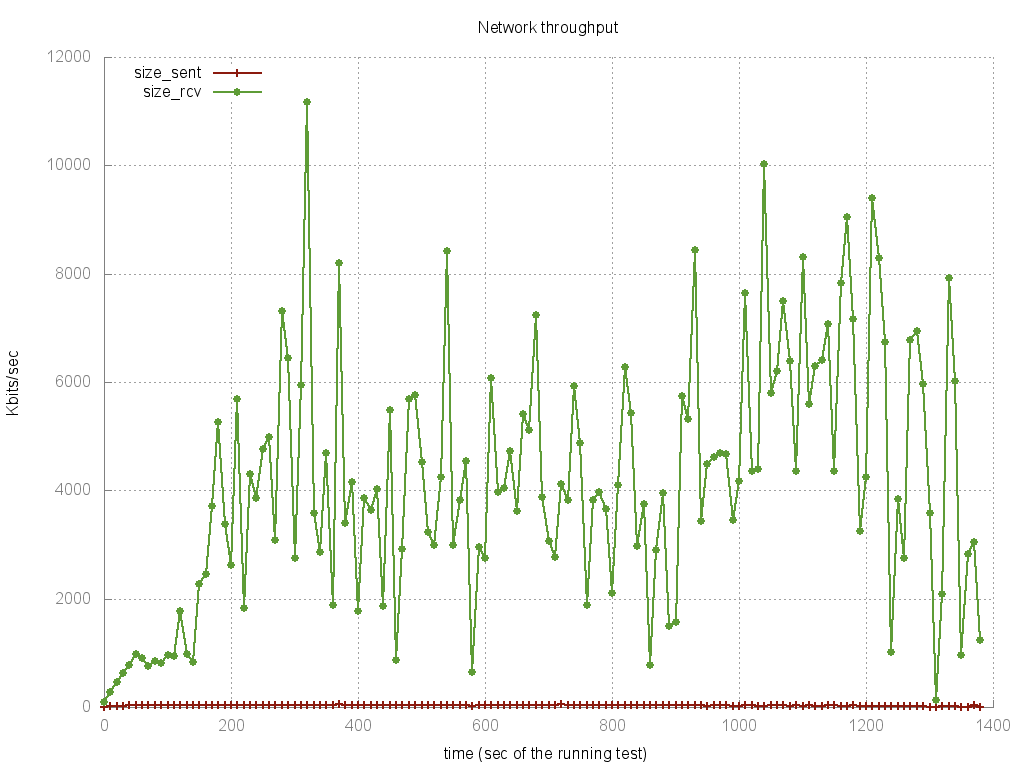 Network throughput
12000
size_sent
size_rcv
10000
8000
6000
Kbits/sec
4000
2000
0
0 200 400 600 800 1000 1200 1400
time (sec of the running test)